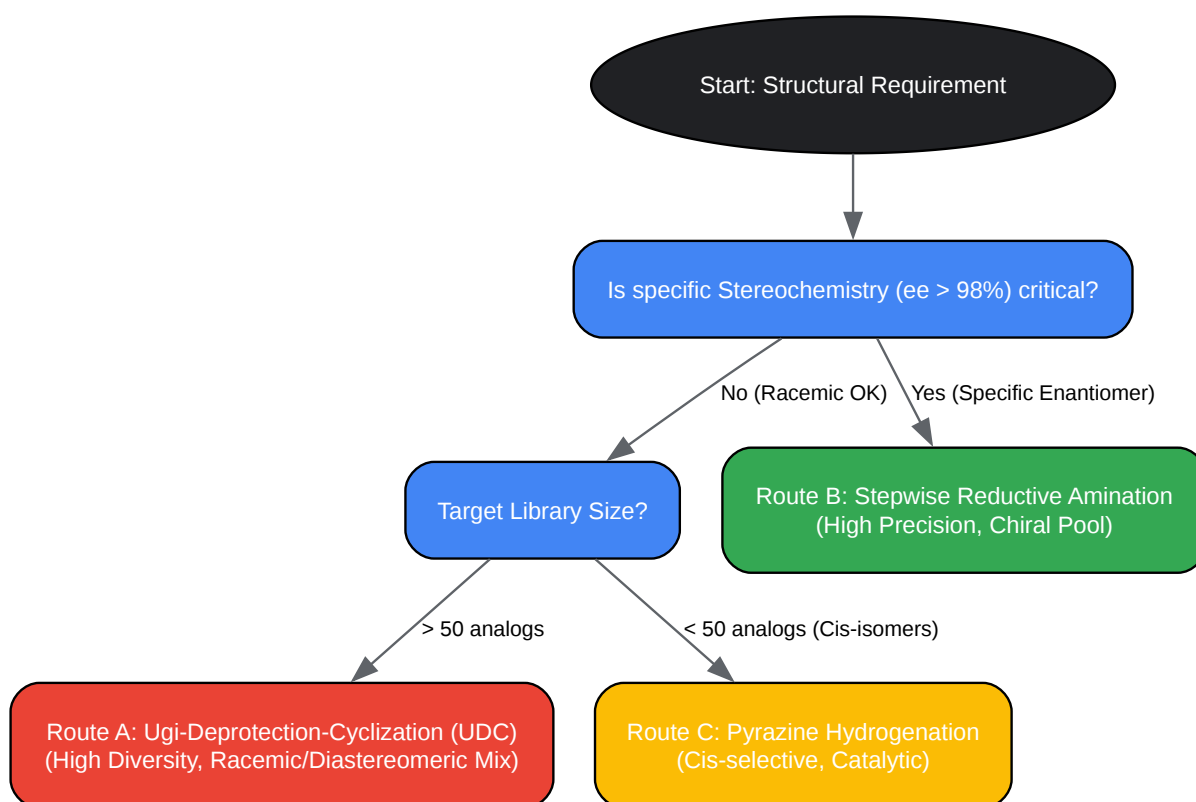 Start: Structural Requirement
Is specific Stereochemistry (ee > 98%) critical?
No (Racemic OK)
Yes (Specific Enantiomer)
Target Library Size?
Route B: Stepwise Reductive Amination
(High Precision, Chiral Pool)
> 50 analogs
< 50 analogs (Cis-isomers)
Route A: Ugi-Deprotection-Cyclization (UDC)
(High Diversity, Racemic/Diastereomeric Mix)
Route C: Pyrazine Hydrogenation
(Cis-selective, Catalytic)